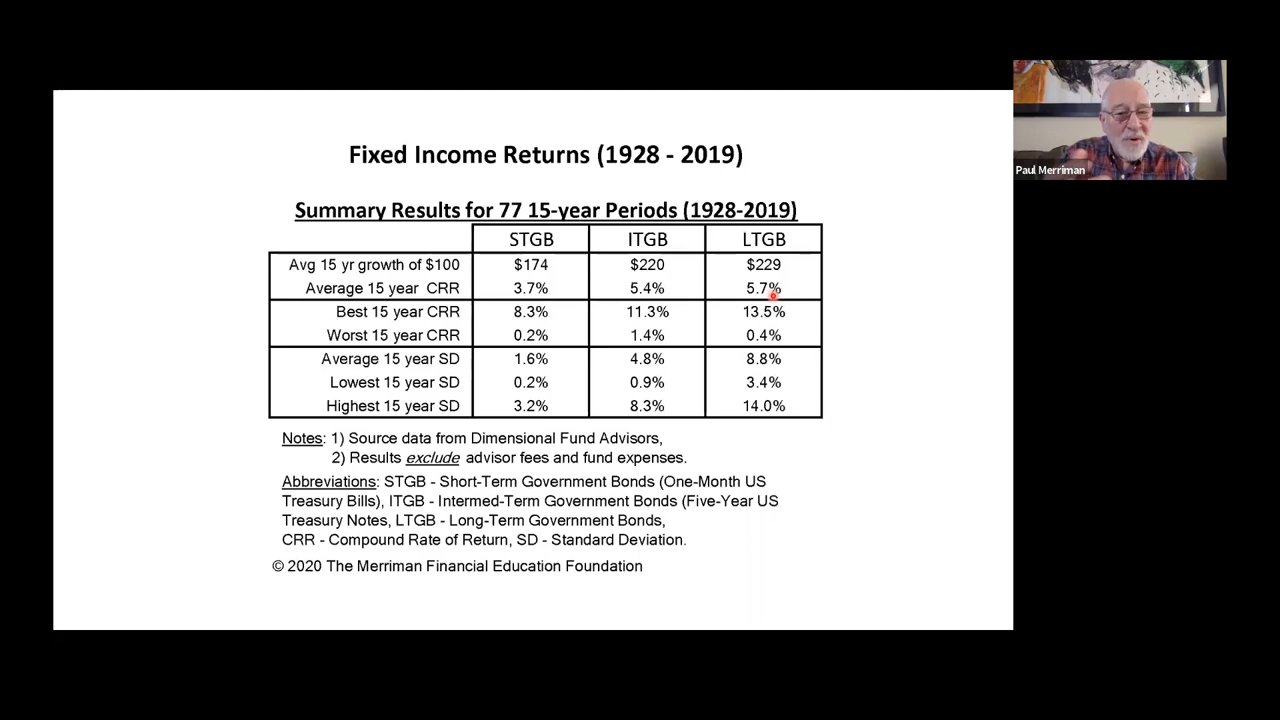 Fixed Income Returns (1928 - 2019)
Summary Results for 77 15-year Periods (1928-2019)
STGB ITGB LTGB
Avg 15 yr growth of $100 $174 $220 $229
Average 15 year CRR 3.7% 5.4% 5.7%
Best 15 year CRR 8.3% 11.3% 13.5%
Worst 15 year CRR 0.2% 1.4% 0.4%
Average 15 year SD 1.6% 4.8% 8.8%
Lowest 15 year SD 0.2% 0.9% 3.4%
Highest 15 year SD 3.2% 8.3% 14.0%
Notes: 1) Source data from Dimensional Fund Advisors,
2) Results exclude advisor fees and fund expenses.
Abbreviations: STGB - Short-Term Government Bonds (One-Month US
Treasury Bills), ITGB - Intermed-Term Government Bonds (Five-Year US
Treasury Notes, LTGB - Long-Term Government Bonds,
CRR - Compound Rate of Return, SD - Standard Deviation.
© 2020 The Merriman Financial Education Foundation
Paul Merriman